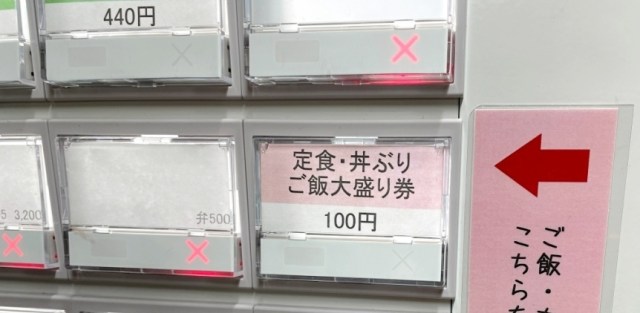 440円
定食・丼ぶり
ご飯大盛り券
100円
5 3,200
弁500
ご飯・
こちら